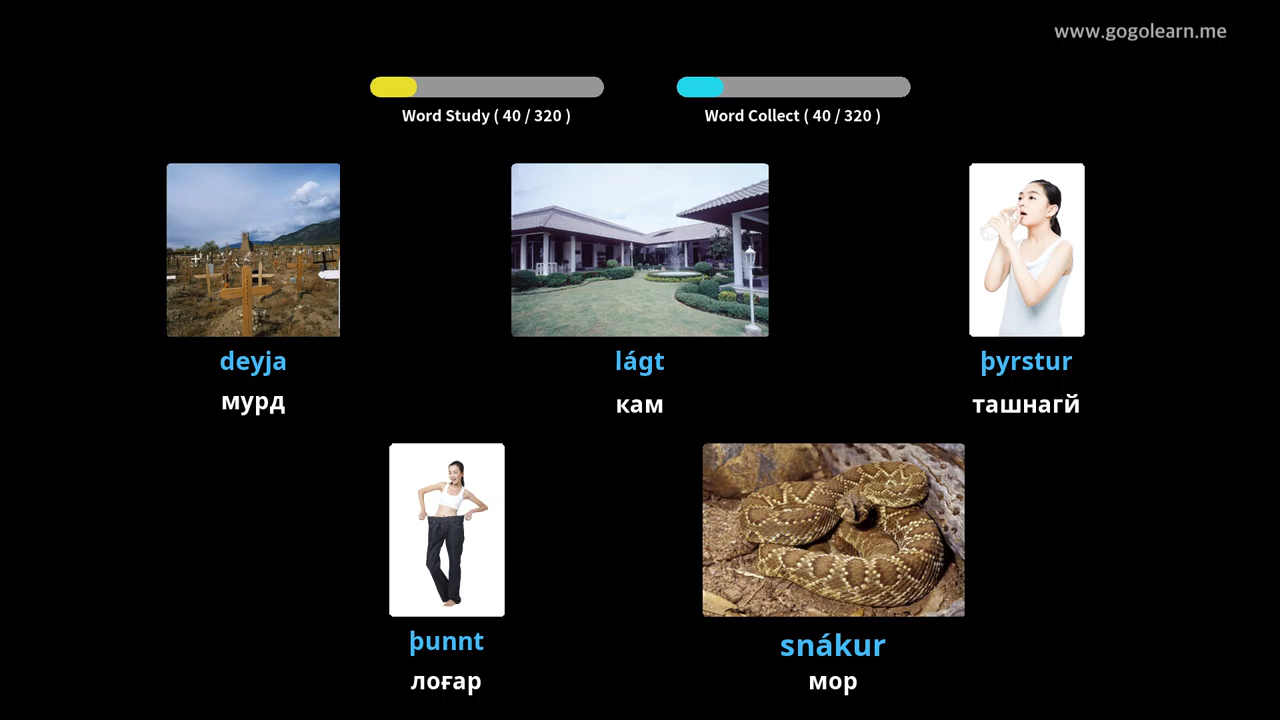 www.gogolearn.me
Word Study ( 40 / 320 )
Word Collect ( 40 / 320 )
deyja
мурд
lágt
кам
þyrstur
ташнагӣ
þunnt
лоғар
snákur
мор